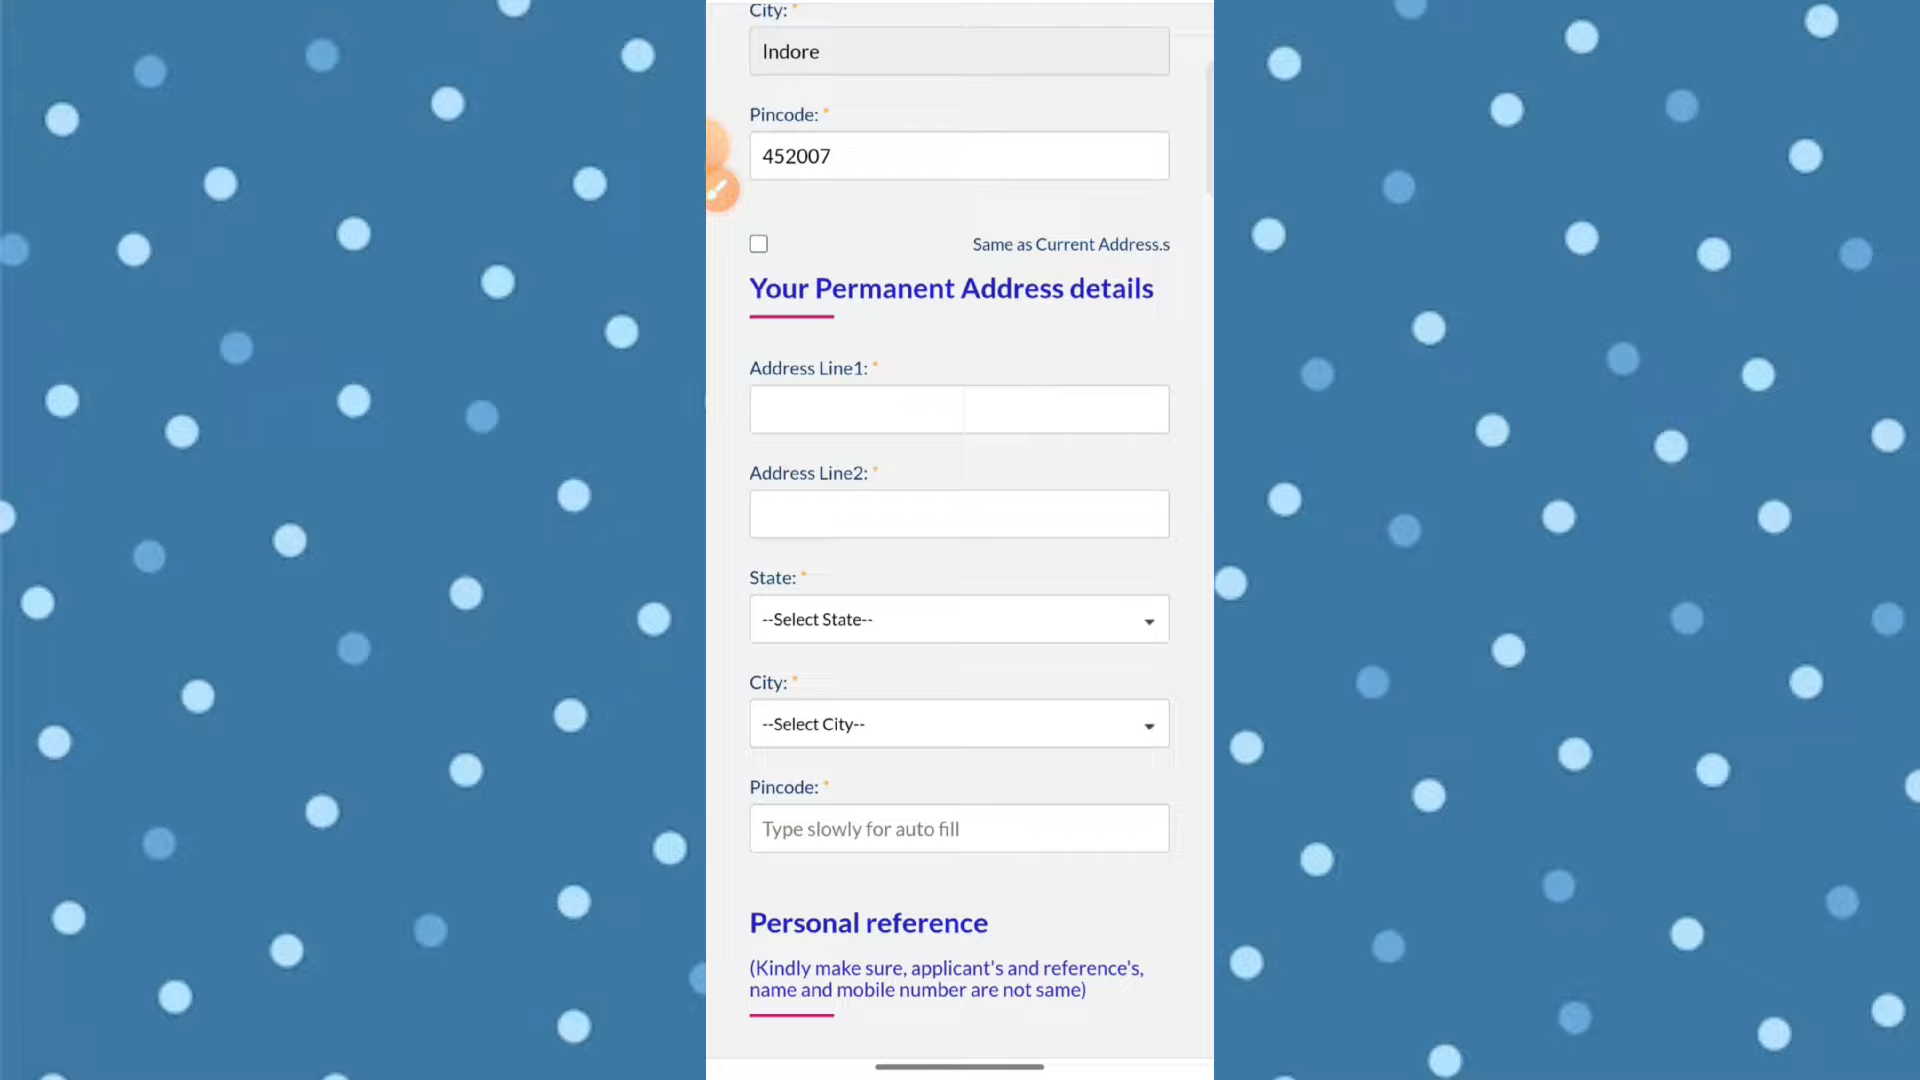 City: *
Indore
Pincode: *
452007
Same as Current Address.s
Your Permanent Address details
Address Line1: *
Address Line2: *
State: *
--Select State--
City: *
--Select City--
Pincode: *
Type slowly for auto fill
Personal reference
(Kindly make sure, applicant's and reference's,
name and mobile number are not same)